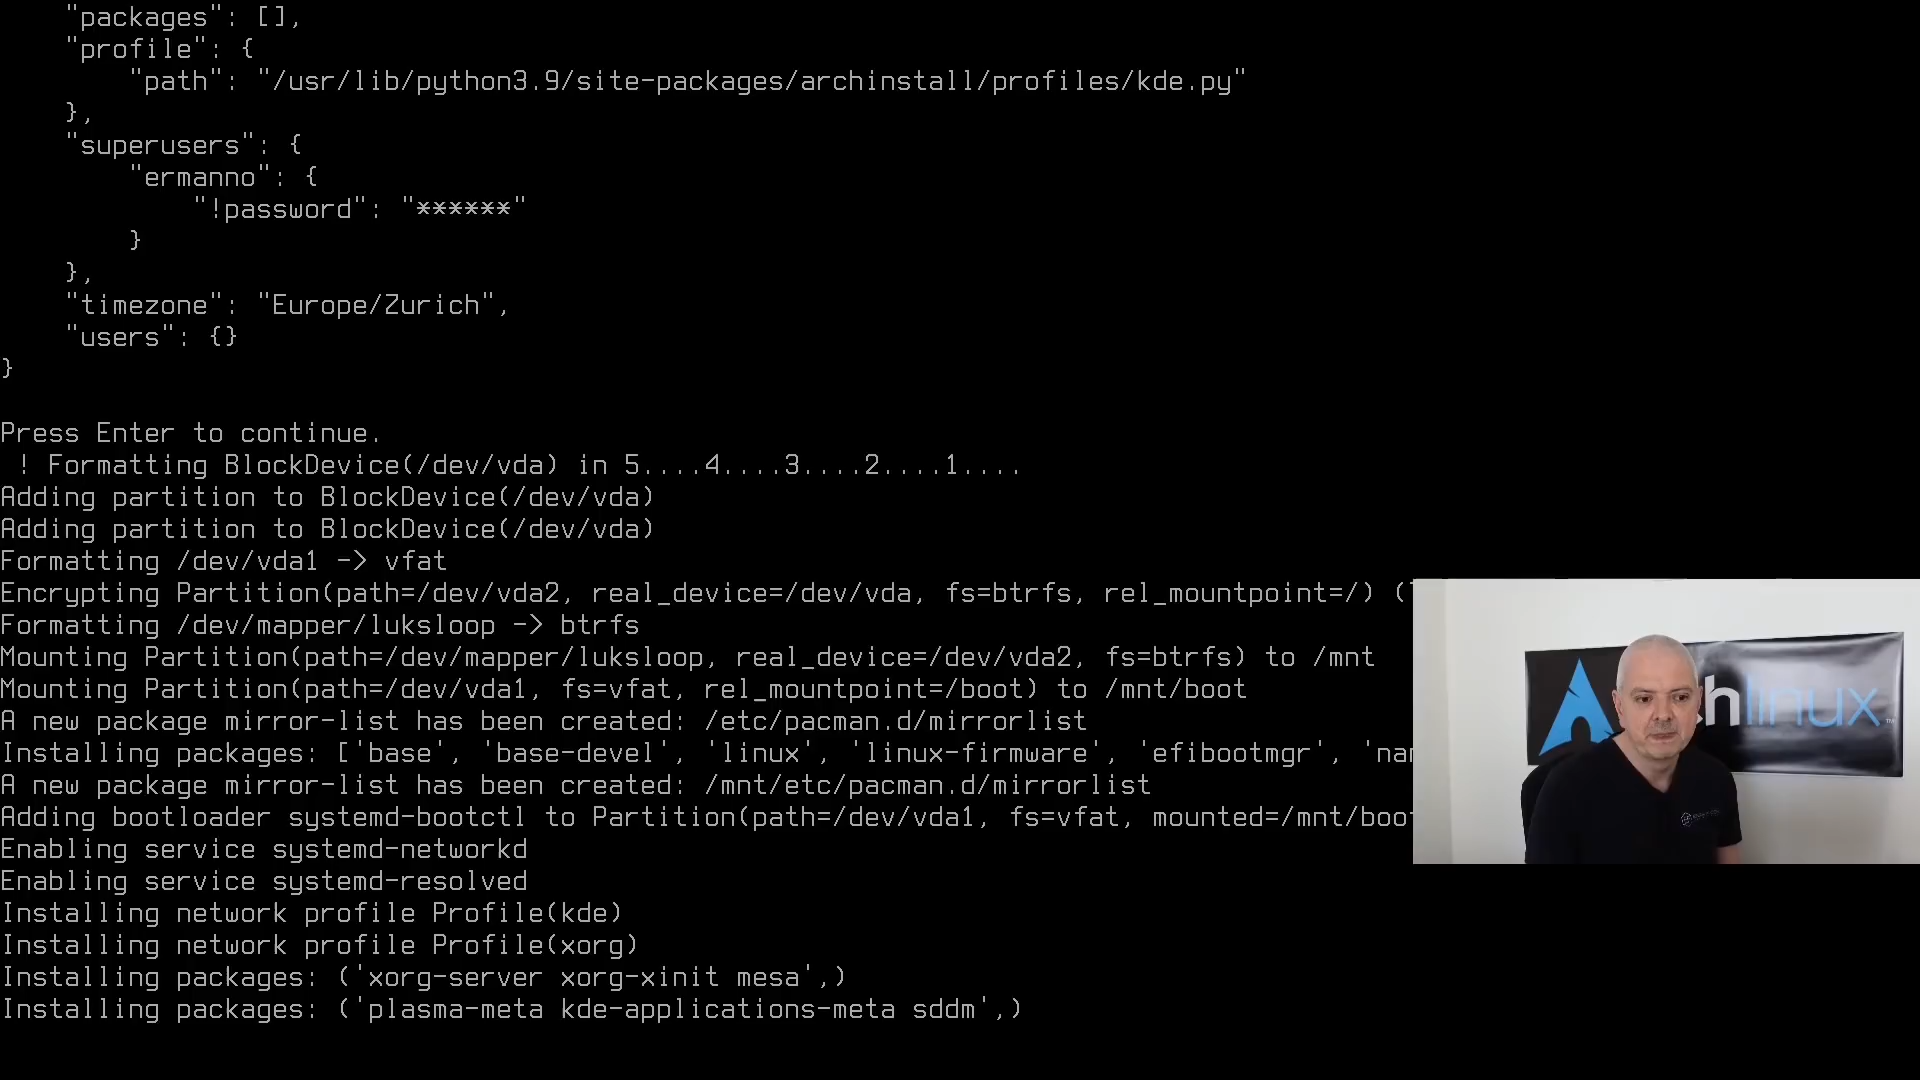 "packages": [],
"profile": {
"path": "/usr/lib/python3.9/site-packages/archinstall/profiles/kde.py"
},
"superusers": {
"ermanno": {
"!password": "******"
}
},
"timezone": "Europe/Zurich",
"users": {}
}
Press Enter to continue.
! Formatting BlockDevice(/dev/vda) in 5....4....3....2....1....
Adding partition to BlockDevice(/dev/vda)
Adding partition to BlockDevice(/dev/vda)
Formatting /dev/vda1 -> vfat
Encrypting Partition(path=/dev/vda2, real_device=/dev/vda, fs=btrfs, rel_mountpoint=/) (
Formatting /dev/mapper/luksloop -> btrfs
Mounting Partition(path=/dev/mapper/luksloop, real_device=/dev/vda2, fs=btrfs) to /mnt
Mounting Partition(path=/dev/vda1, fs=vfat, rel_mountpoint=/boot) to /mnt/boot
A new package mirror-list has been created: /etc/pacman.d/mirrorlist
Installing packages: ['base', 'base-devel', 'linux', 'linux-firmware', 'efibootmgr', 'nan
A new package mirror-list has been created: /mnt/etc/pacman.d/mirrorlist
Adding bootloader systemd-bootctl to Partition(path=/dev/vda1, fs=vfat, mounted=/mnt/boot
Enabling service systemd-networkd
Enabling service systemd-resolved
Installing network profile Profile(kde)
Installing network profile Profile(xorg)
Installing packages: ('xorg-server xorg-xinit mesa',)
Installing packages: ('plasma-meta kde-applications-meta sddm',)
chlinux™